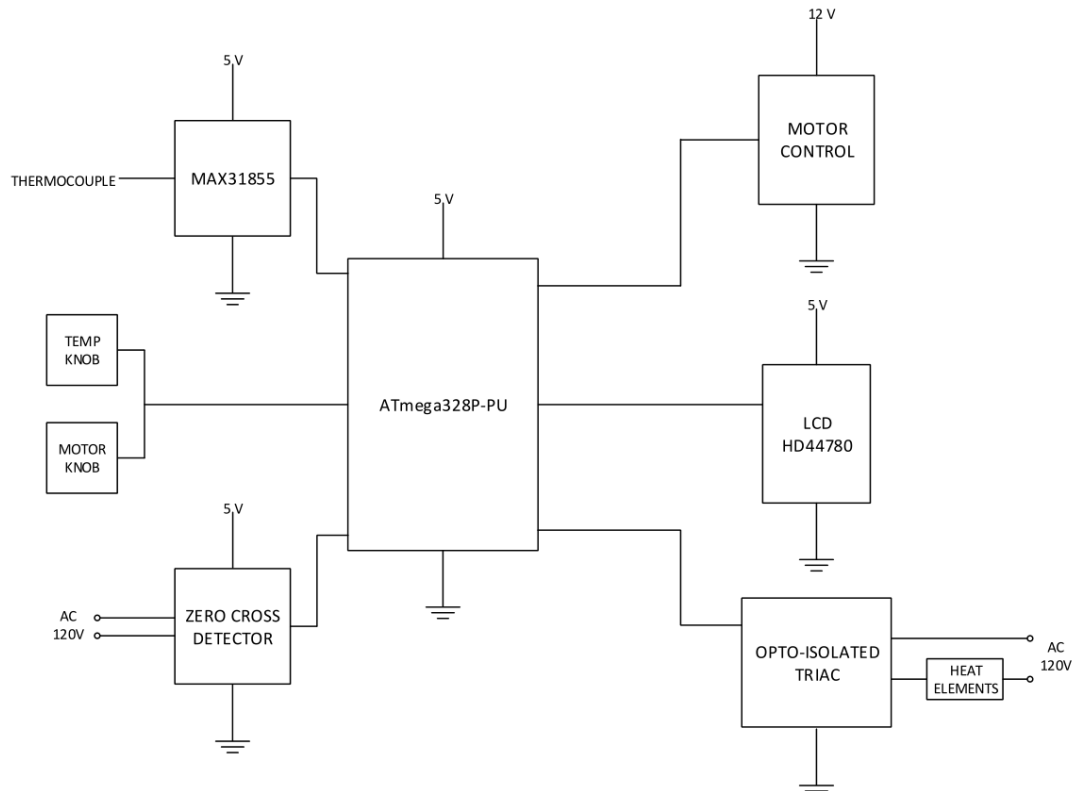 12 V
5 V
MOTOR
CONTROL
THERMOCOUPLE
MAX31855
5 V
5 V
TEMP
KNOB
ATmega328P-PU
LCD
HD44780
MOTOR
KNOB
5 V
AC
120V
ZERO CROSS
DETECTOR
OPTO-ISOLATED
TRIAC
HEAT
ELEMENTS
AC
120V